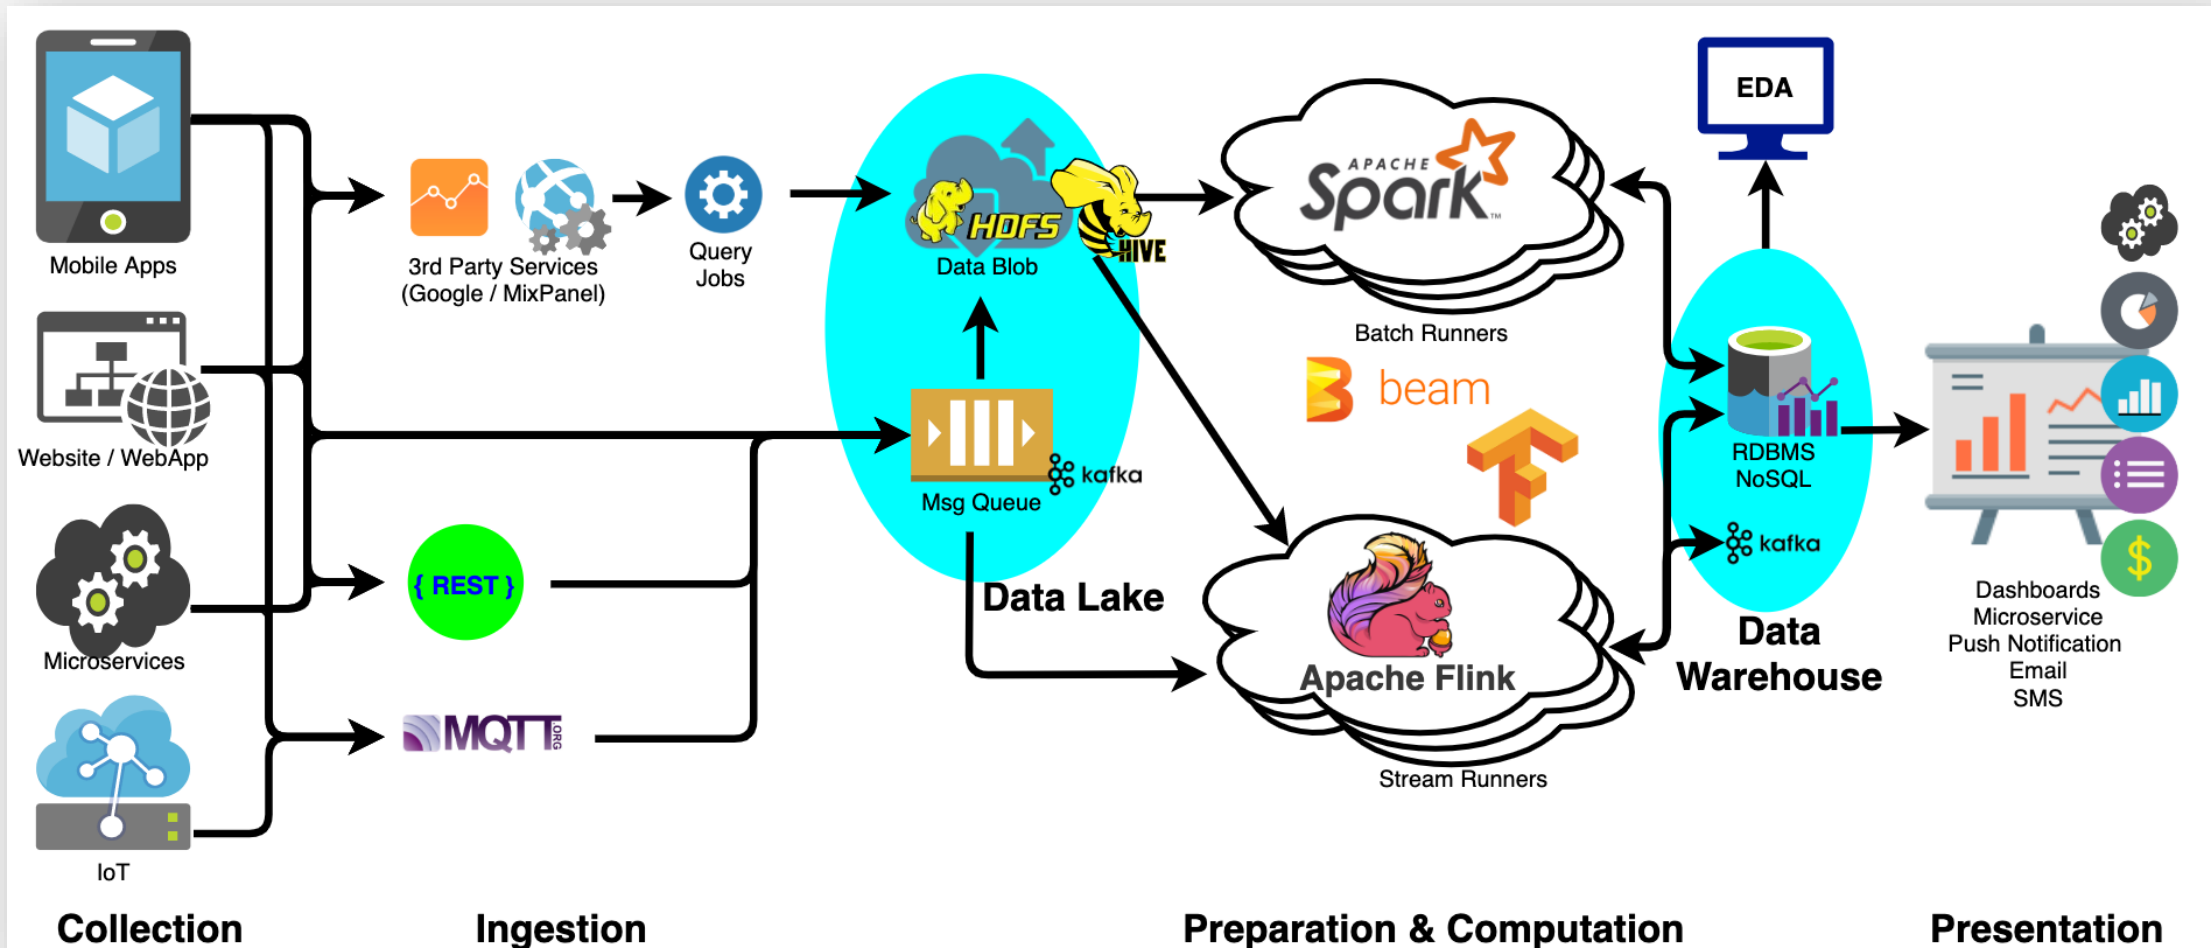 Mobile Apps
Website / WebApp
Microservices
IoT
Collection
3rd Party Services
(Google / MixPanel)
Query
Jobs
{ REST }
MQTT
.ORG
Ingestion
HDFS
HIVE
Data Blob
Msg Queue
kafka
Data Lake
APACHE
Spark™
Batch Runners
beam
Apache Flink
Stream Runners
Preparation & Computation
EDA
RDBMS
NoSQL
kafka
Data
Warehouse
$
Dashboards
Microservice
Push Notification
Email
SMS
Presentation